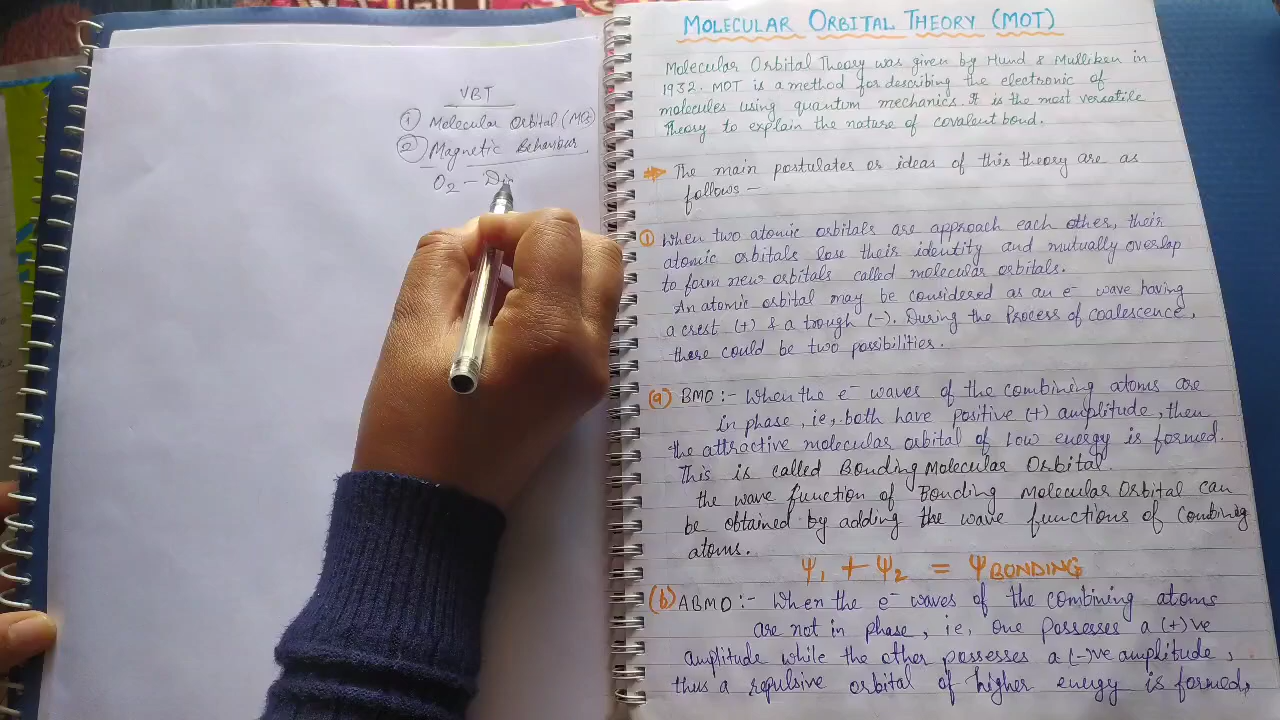 VBT
① Molecular Orbital (MO)
② Magnetic Behaviour
O2 - Di
MOLECULAR ORBITAL THEORY (MOT)
Molecular Orbital Theory was given by Hund & Mulliken in
1932. MOT is a method for describing the electronic of
molecules using quantum mechanics. It is the most versatile
Theory to explain the nature of covalent bond.
⇒ The main postulates or ideas of this theory are as
follows —
① When two atomic orbitals are approach each other, their
atomic orbitals lose their identity and mutually overlap
to form new orbitals called molecular orbitals.
An atomic orbital may be considered as an e⁻ wave having
a crest (+) & a trough (-). During the Process of coalescence,
there could be two possibilities.
(a) BMO :- When the e⁻ waves of the combining atoms are
in phase, ie, both have positive (+) amplitude, then
the attractive molecular orbital of low energy is formed.
This is called Bonding Molecular Orbital.
the wave function of Bonding Molecular Orbital can
be obtained by adding the wave functions of combining
atoms.
Ψ1 + Ψ2 = Ψ BONDING
(b) ABMO :- When the e⁻ waves of the combining atoms
are not in phase, ie, one possesses a (+)ve
amplitude while the other possesses a (-)ve amplitude,
thus a repulsive orbital of higher energy is formed,